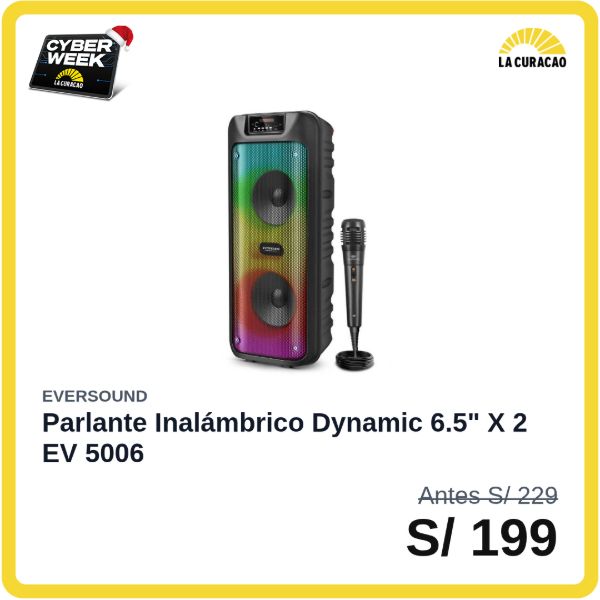 CYBER
WEEK
LA CURACAO
LA CURACAO
EVERSOUND
Parlante Inalámbrico Dynamic 6.5" X 2
EV 5006
Antes S/ 229
S/ 199